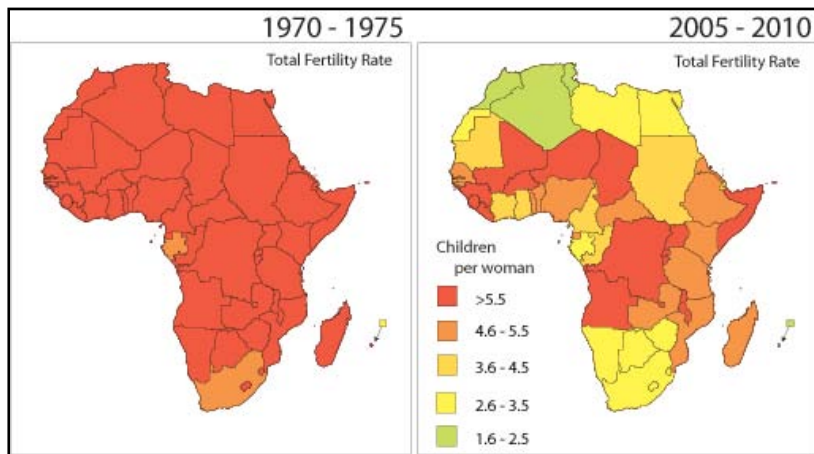 1970 - 1975
Total Fertility Rate
2005 - 2010
Total Fertility Rate
Children
per woman
>5.5
4.6 - 5.5
3.6 - 4.5
2.6 - 3.5
1.6 - 2.5